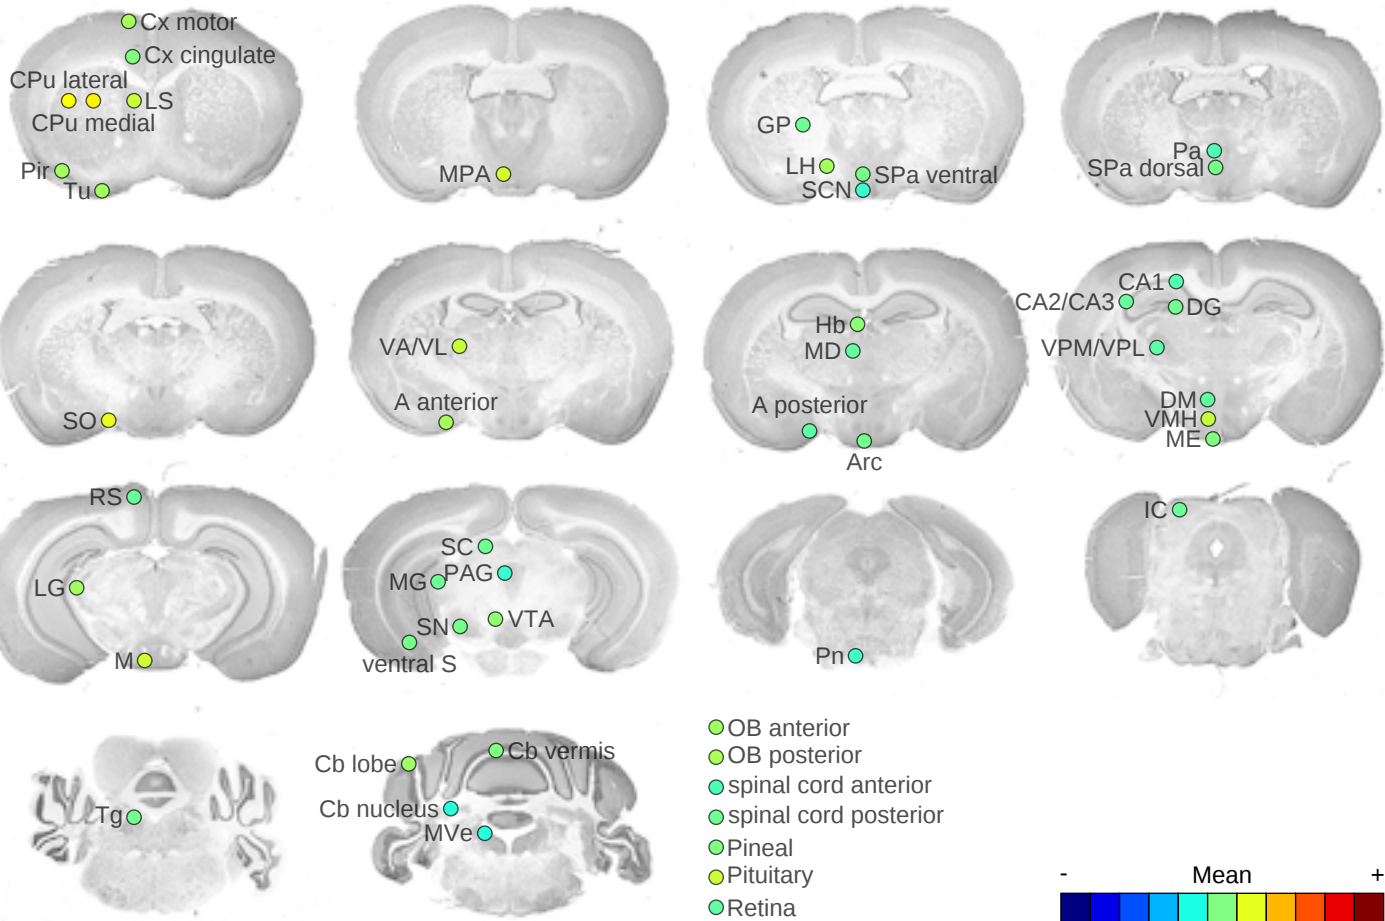 Cx motor
Cx cingulate
CPu lateral
LS
CPu medial
Pir
Tu
MPA
GP
LH
SPa ventral
SCN
Pa
SPa dorsal
SO
VA/VL
A anterior
Hb
MD
A posterior
Arc
CA1
CA2/CA3
DG
VPM/VPL
DM
VMH
ME
RS
LG
M
SC
MG
PAG
SN
VTA
ventral S
Pn
IC
Tg
Cb lobe
Cb vermis
Cb nucleus
MVe
OB anterior
OB posterior
spinal cord anterior
spinal cord posterior
Pineal
Pituitary
Retina
- Mean +